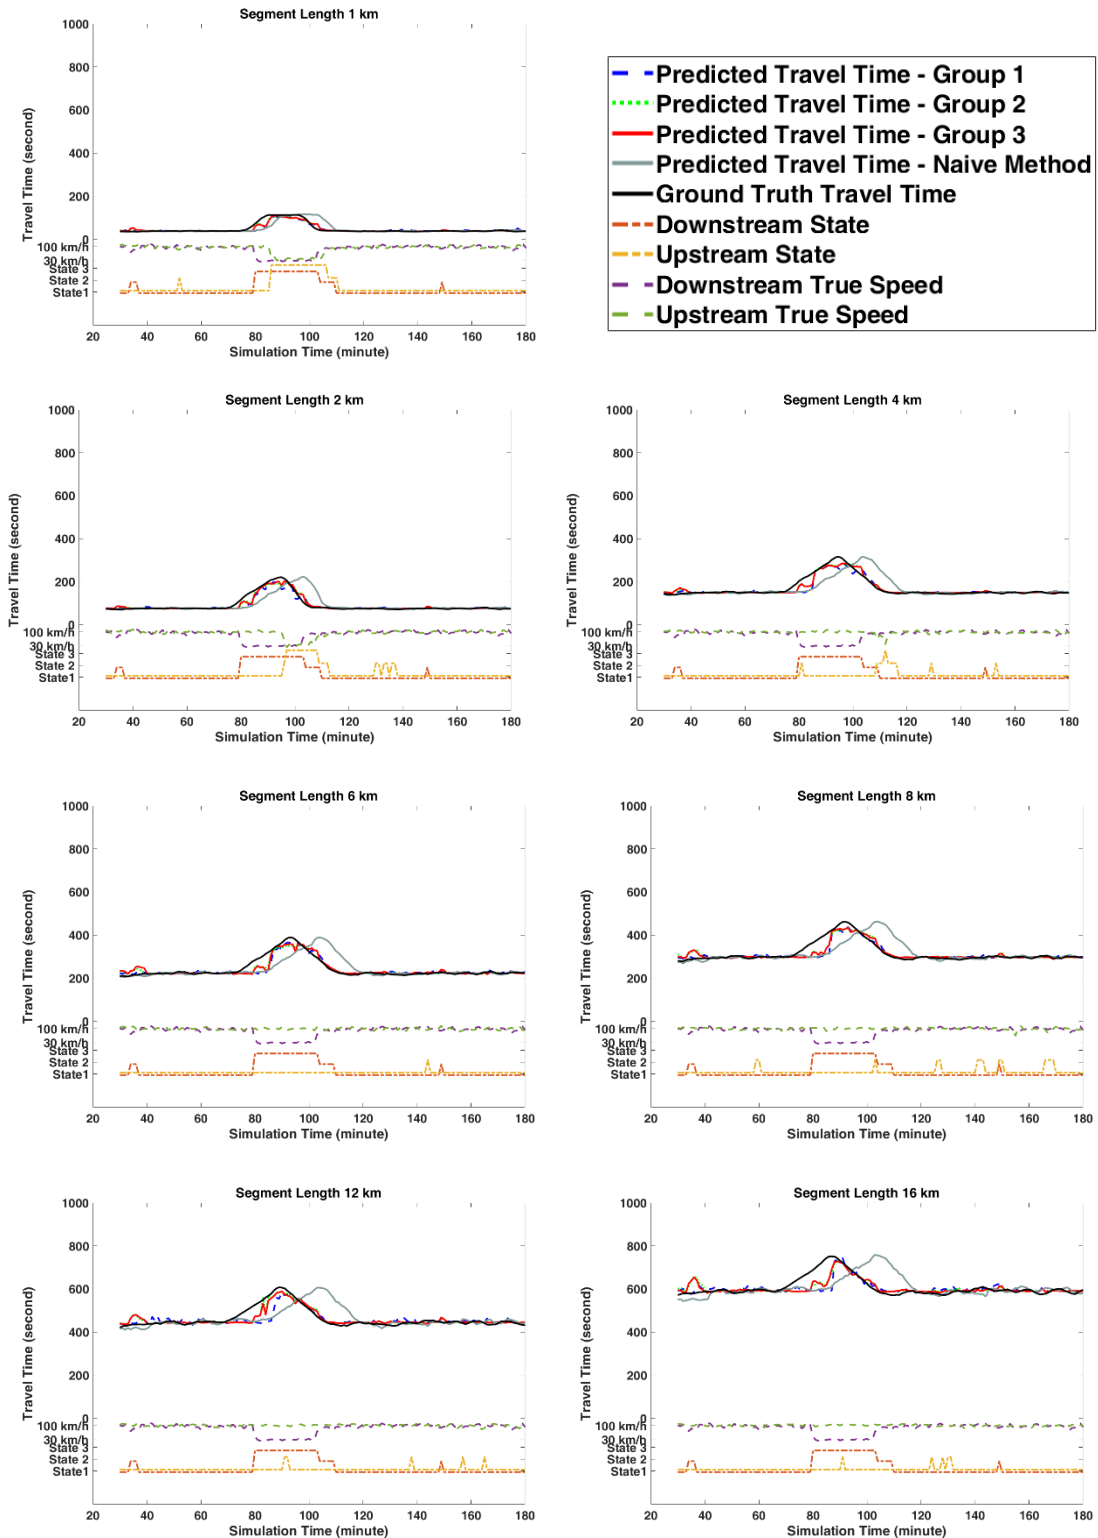 Segment Length 1 km
1000
800
600
400
200
0
100 km/h
30 km/h
State 3
State 2
State1
Travel Time (second)
20 40 60 80 100 120 140 160 180
Simulation Time (minute)
Predicted Travel Time - Group 1
Predicted Travel Time - Group 2
Predicted Travel Time - Group 3
Predicted Travel Time - Naive Method
Ground Truth Travel Time
Downstream State
Upstream State
Downstream True Speed
Upstream True Speed
Segment Length 2 km
1000
800
600
400
200
0
100 km/h
30 km/h
State 3
State 2
State1
Travel Time (second)
20 40 60 80 100 120 140 160 180
Simulation Time (minute)
Segment Length 4 km
1000
800
600
400
200
0
100 km/h
30 km/h
State 3
State 2
State1
Travel Time (second)
20 40 60 80 100 120 140 160 180
Simulation Time (minute)
Segment Length 6 km
1000
800
600
400
200
0
100 km/h
30 km/h
State 3
State 2
State1
Travel Time (second)
20 40 60 80 100 120 140 160 180
Simulation Time (minute)
Segment Length 8 km
1000
800
600
400
200
0
100 km/h
30 km/h
State 3
State 2
State1
Travel Time (second)
20 40 60 80 100 120 140 160 180
Simulation Time (minute)
Segment Length 12 km
1000
800
600
400
200
0
100 km/h
30 km/h
State 3
State 2
State1
Travel Time (second)
20 40 60 80 100 120 140 160 180
Simulation Time (minute)
Segment Length 16 km
1000
800
600
400
200
0
100 km/h
30 km/h
State 3
State 2
State1
Travel Time (second)
20 40 60 80 100 120 140 160 180
Simulation Time (minute)